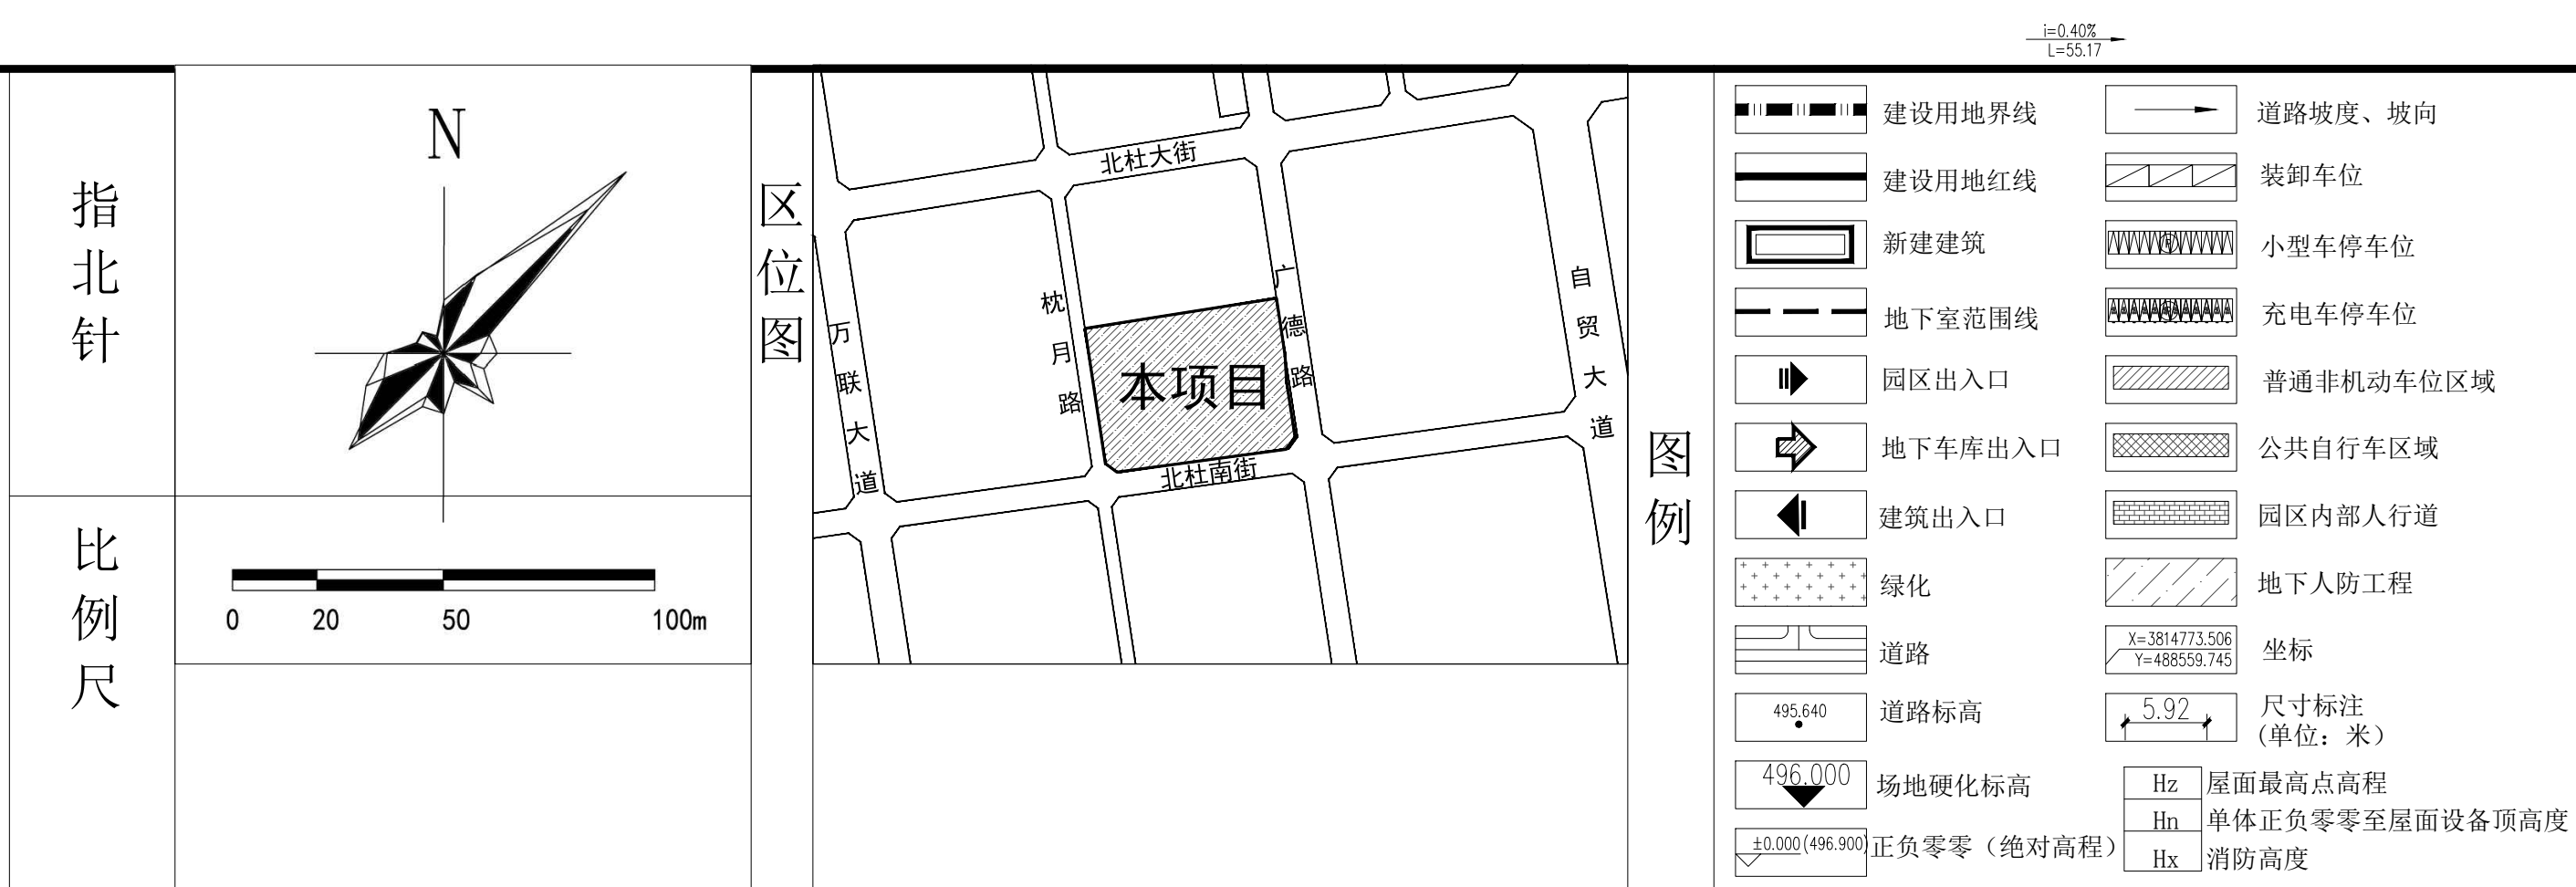 i=0.40%
L=55.17
指北针
N
比例尺
0 20 50 100m
区位图
北杜大街
万联大道
枕月路
广德路
自贸大道
本项目
北杜南街
图例
建设用地界线
建设用地红线
新建建筑
地下室范围线
园区出入口
地下车库出入口
建筑出入口
绿化
道路
495.640
道路标高
496.000
场地硬化标高
±0.000(496.900)
正负零零（绝对高程）
道路坡度、坡向
装卸车位
小型车停车位
充电车停车位
普通非机动车位区域
公共自行车区域
园区内部人行道
地下人防工程
X=3814773.506
Y=488559.745
坐标
5.92
尺寸标注
(单位：米）
Hz 屋面最高点高程
Hn 单体正负零零至屋面设备顶高度
Hx 消防高度